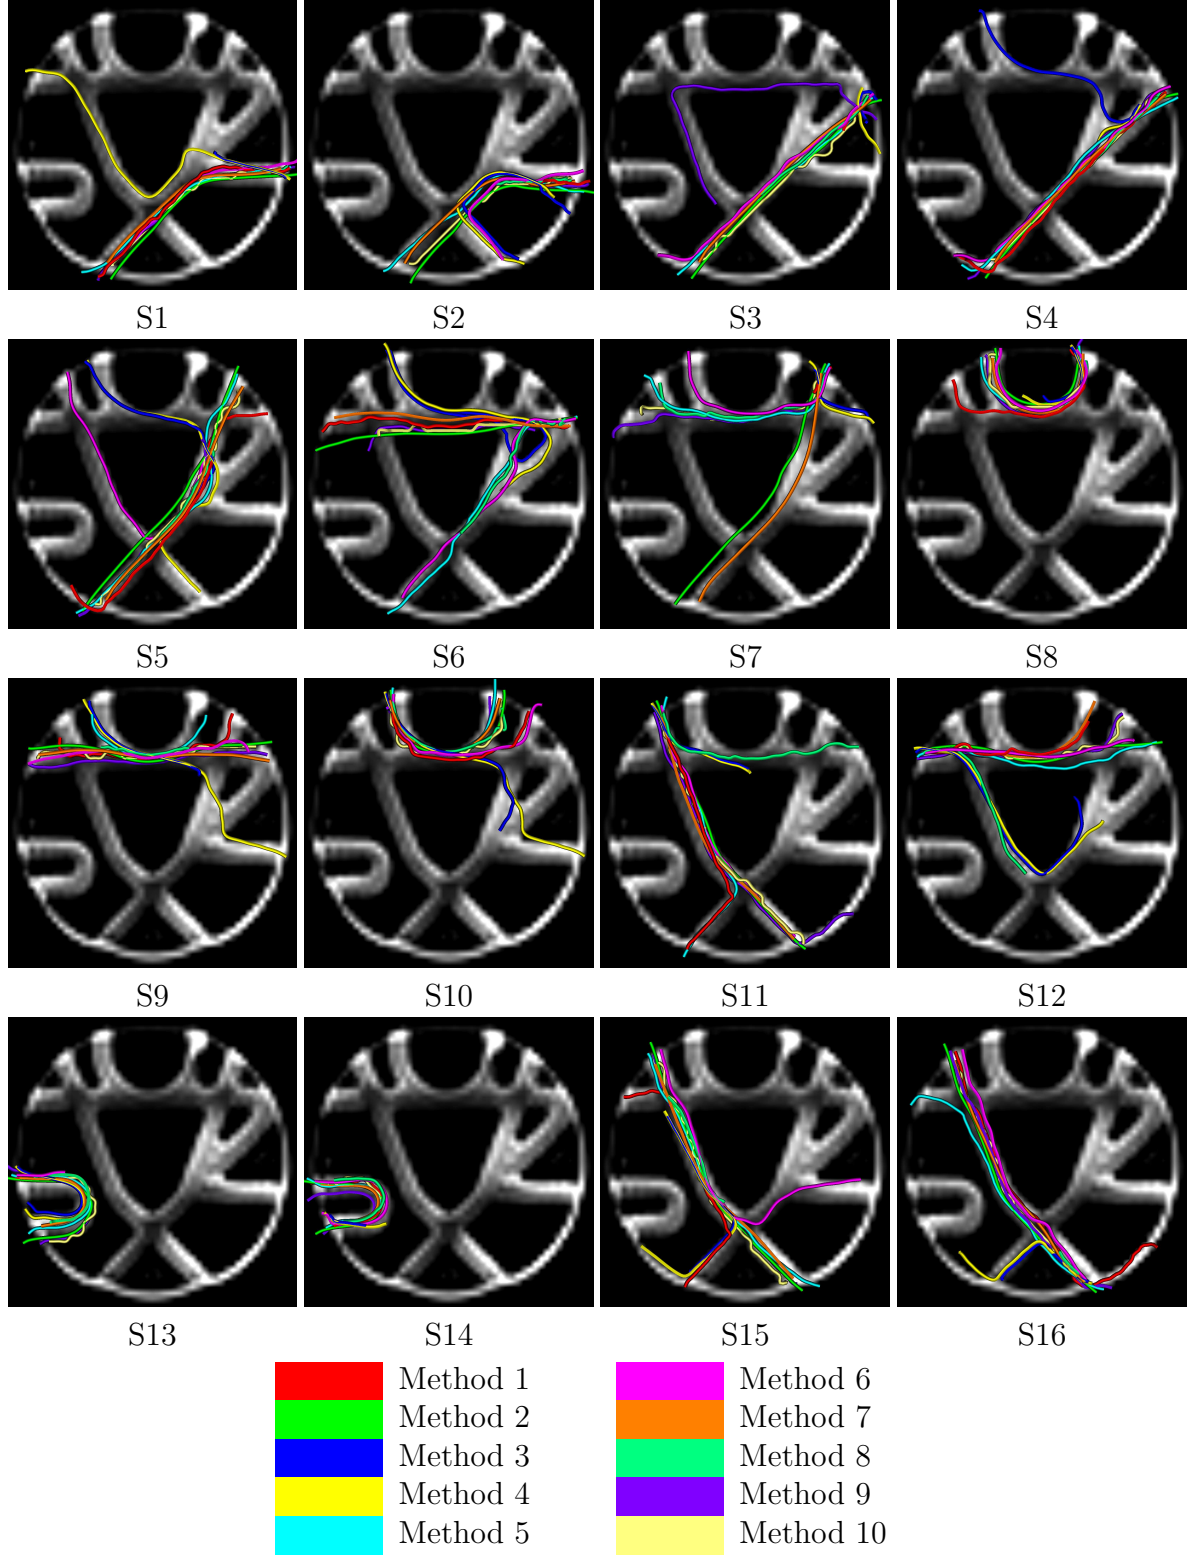 S1 S2 S3 S4
S5 S6 S7 S8
S9 S10 S11 S12
S13 S14 S15 S16
Method 1 Method 6
Method 2 Method 7
Method 3 Method 8
Method 4 Method 9
Method 5 Method 10